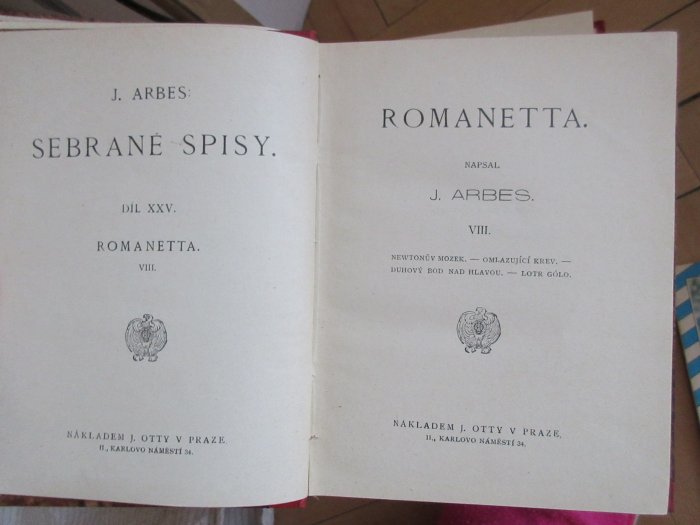 J. ARBES:
SEBRANÉ SPISY.
DÍL XXV.
ROMANETTA.
VIII.
NÁKLADEM J. OTTY V PRAZE
II., KARLOVO NÁMĚSTÍ 34.
ROMANETTA.
NAPSAL
J. ARBES.
VIII.
NEWTONŮV MOZEK. — OMLAZUJÍCÍ KREV. —
DUHOVÝ BOD NAD HLAVOU. — LOTR GÓLO.
NÁKLADEM J. OTTY V PRAZE,
II., KARLOVO NÁMĚSTÍ 34.